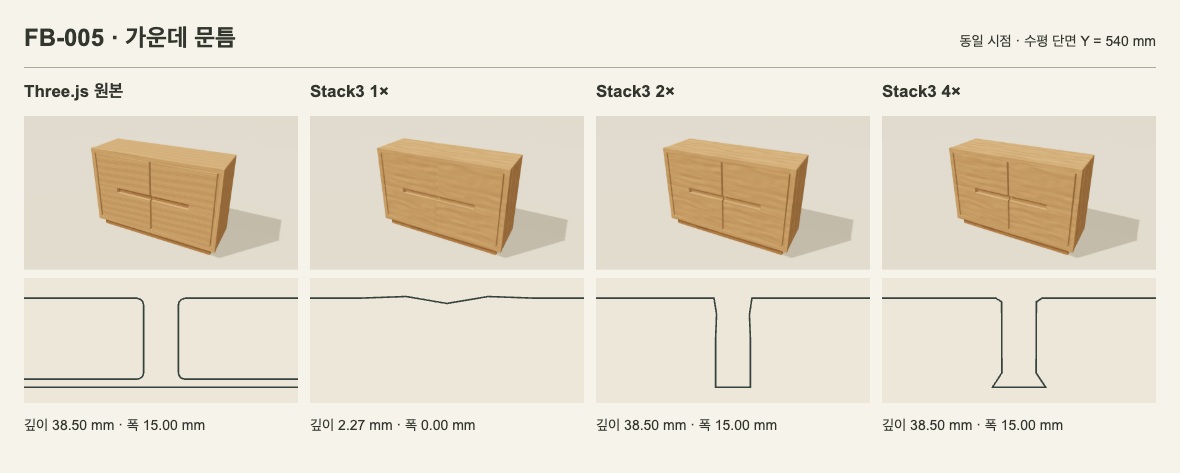 FB-005 · 가운데 문틈
동일 시점 · 수평 단면 Y = 540 mm
Three.js 원본
Stack3 1×
Stack3 2×
Stack3 4×
깊이 38.50 mm · 폭 15.00 mm
깊이 2.27 mm · 폭 0.00 mm
깊이 38.50 mm · 폭 15.00 mm
깊이 38.50 mm · 폭 15.00 mm